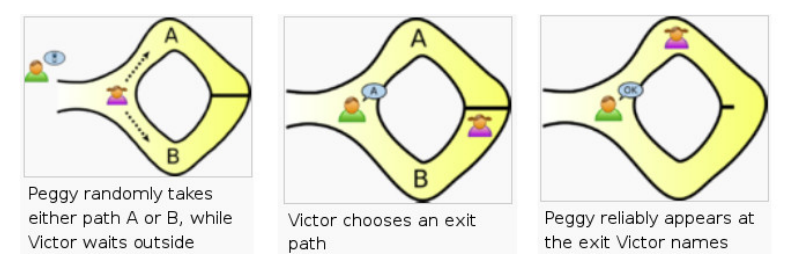 A
B
Peggy randomly takes
either path A or B, while
Victor waits outside
A
A
B
Victor chooses an exit
path
OK
Peggy reliably appears at
the exit Victor names